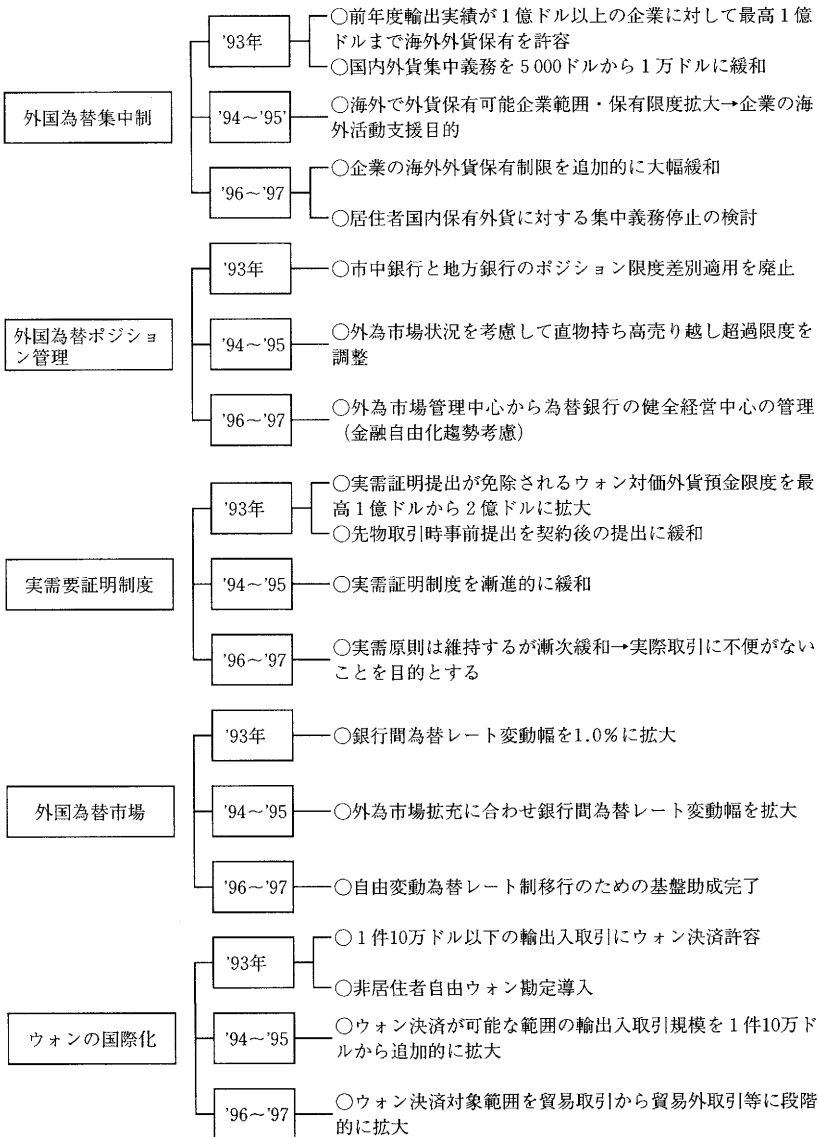 '93年
○前年度輸出実績が1億ドル以上の企業に対して最高1億
ドルまで海外外貨保有を許容
○国内外貨集中義務を5000ドルから1万ドルに緩和
外国為替集中制
'94～'95'
○海外で外貨保有可能企業範囲・保有限度拡大→企業の海
外活動支援目的
'96～'97
○企業の海外外貨保有制限を追加的に大幅緩和
○居住者国内保有外貨に対する集中義務停止の検討
'93年
○市中銀行と地方銀行のポジション限度差別適用を廃止
外国為替ポジショ
ン管理
'94～'95
○外為市場状況を考慮して直物持ち高売り越し超過限度を
調整
'96～'97
○外為市場管理中心から為替銀行の健全経営中心の管理
（金融自由化趨勢考慮）
'93年
○実需証明提出が免除されるウォン対価外貨預金限度を最
高1億ドルから2億ドルに拡大
○先物取引時事前提出を契約後の提出に緩和
実需要証明制度
'94～'95
○実需証明制度を漸進的に緩和
'96～'97
○実需原則は維持するが漸次緩和→実際取引に不便がない
ことを目的とする
'93年
○銀行間為替レート変動幅を1.0%に拡大
外国為替市場
'94～'95
○外為市場拡充に合わせ銀行間為替レート変動幅を拡大
'96～'97
○自由変動為替レート制移行のための基盤助成完了
'93年
○1件10万ドル以下の輸出入取引にウォン決済許容
○非居住者自由ウォン勘定導入
ウォンの国際化
'94～'95
○ウォン決済が可能な範囲の輸出入取引規模を1件10万ド
ルから追加的に拡大
'96～'97
○ウォン決済対象範囲を貿易取引から貿易外取引等に段階
的に拡大